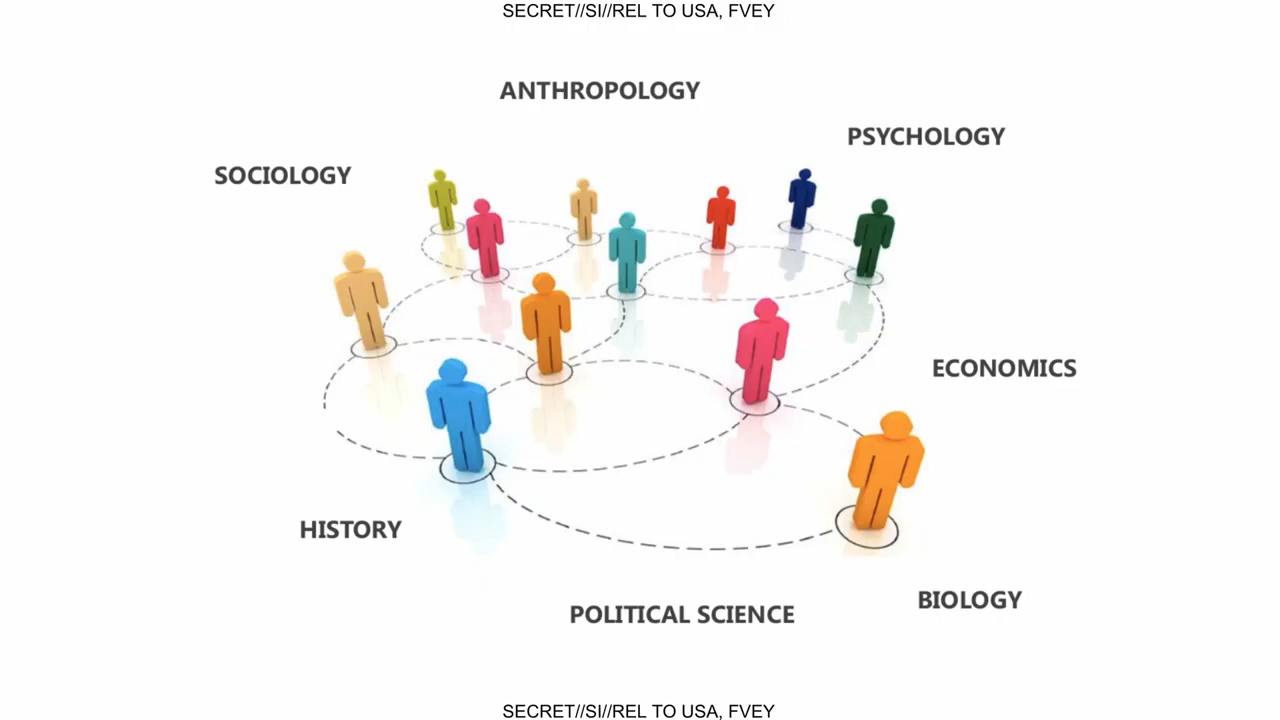 SECRET//SI//REL TO USA, FVEY
ANTHROPOLOGY
PSYCHOLOGY
SOCIOLOGY
ECONOMICS
HISTORY
BIOLOGY
POLITICAL SCIENCE
SECRET//SI//REL TO USA, FVEY